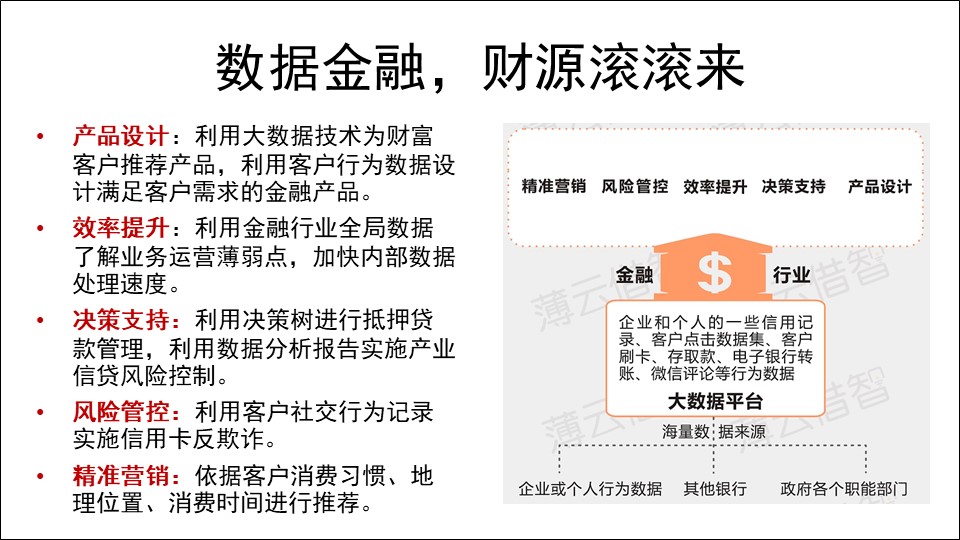 数据金融，财源滚滚来
• 产品设计：利用大数据技术为财富
客户推荐产品，利用客户行为数据设
计满足客户需求的金融产品。
• 效率提升：利用金融行业全局数据
了解业务运营薄弱点，加快内部数据
处理速度。
• 决策支持：利用决策树进行抵押贷
款管理，利用数据分析报告实施产业
信贷风险控制。
• 风险管控：利用客户社交行为记录
实施信用卡反欺诈。
• 精准营销：依据客户消费习惯、地
理位置、消费时间进行推荐。
精准营销 风险管控 效率提升 决策支持 产品设计
金融 $ 行业
企业和个人的一些信用记
录、客户点击数据集、客户
刷卡、存取款、电子银行转
账、微信评论等行为数据
大数据平台
海量数 据来源
企业或个人行为数据 其他银行 政府各个职能部门
薄云借智
薄云借智